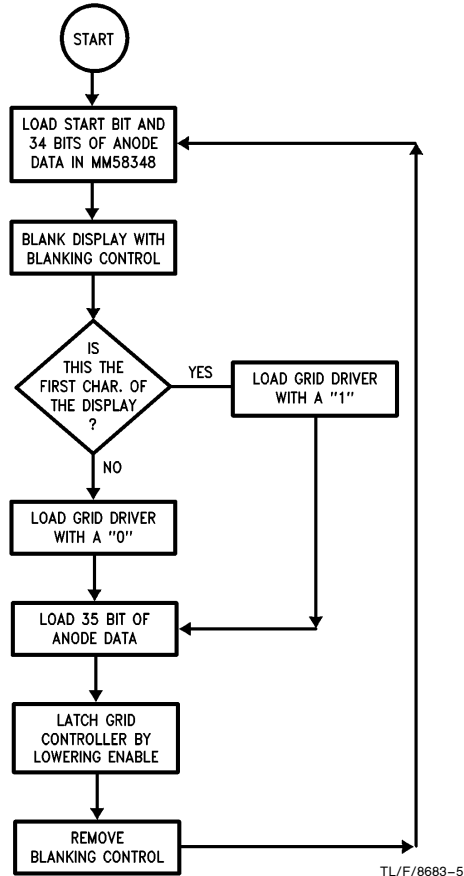 START
LOAD START BIT AND
34 BITS OF ANODE
DATA IN MM58348
BLANK DISPLAY WITH
BLANKING CONTROL
IS
THIS THE
FIRST CHAR. OF
THE DISPLAY
?
YES
LOAD GRID DRIVER
WITH A "1"
NO
LOAD GRID DRIVER
WITH A "0"
LOAD 35 BIT OF
ANODE DATA
LATCH GRID
CONTROLLER BY
LOWERING ENABLE
REMOVE
BLANKING CONTROL
TL/F/8683–5